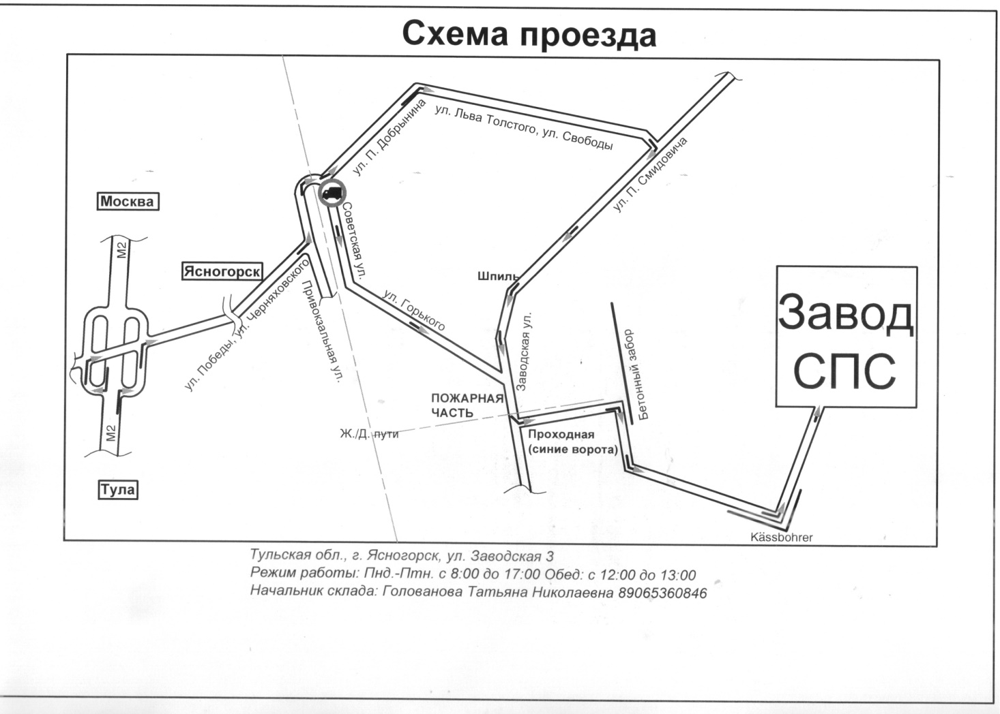 Схема проезда
ул. П. Добрынина
ул. Льва Толстого, ул. Свободы
ул. П. Смидовича
Москва
М2
Ясногорск
Советская ул.
ул. Победы, ул. Черняховского
Привокзальная ул.
ул. Горького
Шпиль
Заводская ул.
Бетонный забор
Завод
СПС
ПОЖАРНАЯ
ЧАСТЬ
Ж./Д. пути
Проходная
(синие ворота)
М2
Тула
Kässbohrer
Тульская обл., г. Ясногорск, ул. Заводская 3
Режим работы: Пнд.-Птн. с 8:00 до 17:00 Обед: с 12:00 до 13:00
Начальник склада: Голованова Татьяна Николаевна 89065360846